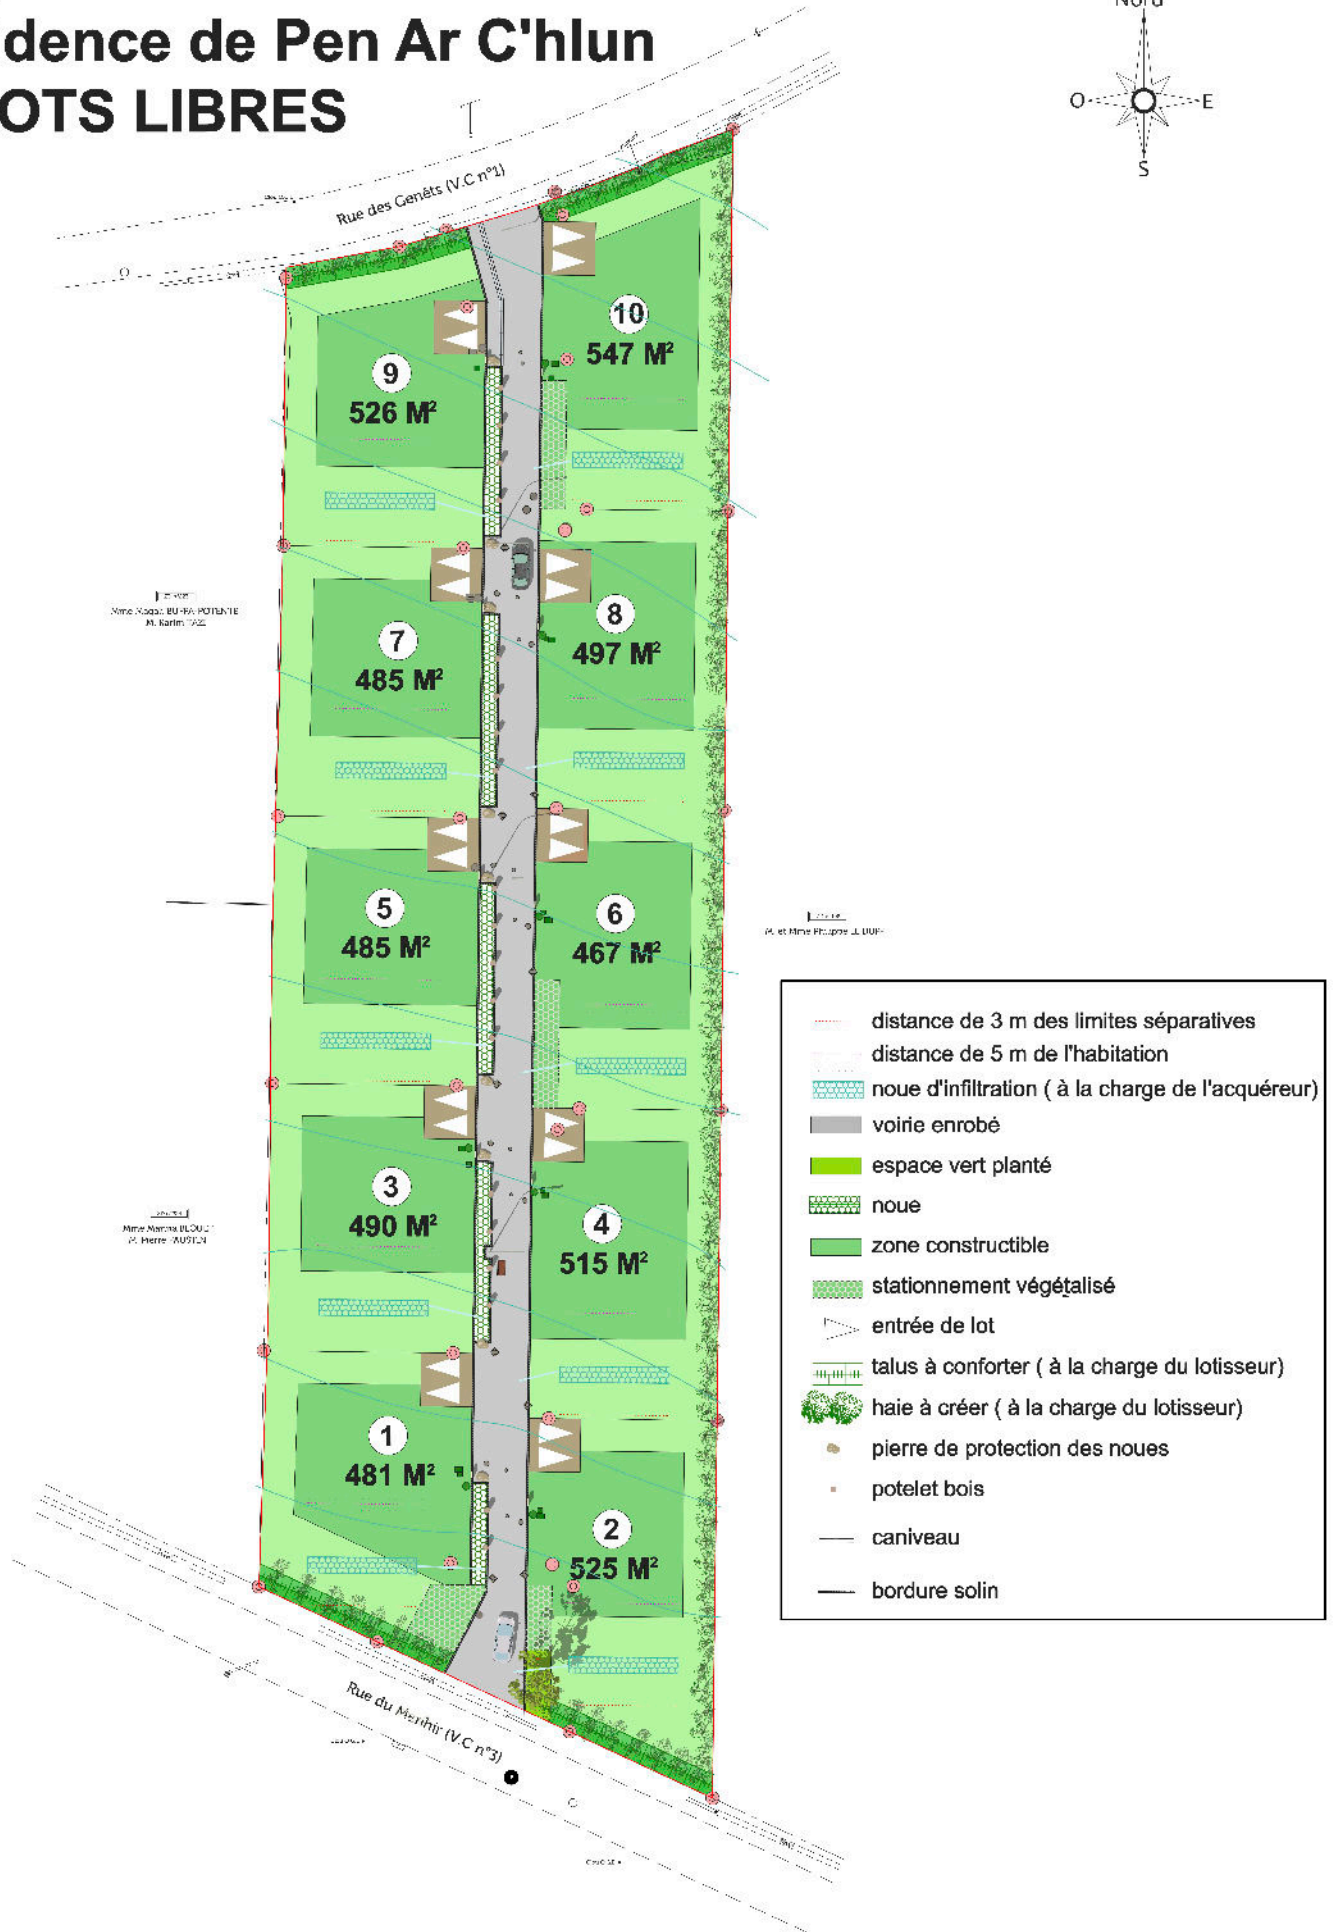 dence de Pen Ar C'hlun
OTS LIBRES
Nord
O
E
S
Rue des Genêts (V.C n°1)
10
547 M²
9
526 M²
8
497 M²
7
485 M²
6
467 M²
5
485 M²
4
515 M²
3
490 M²
2
525 M²
1
481 M²
M. Karim
M. et Mme Philippe
M. Pierre
Rue du Menhir (V.C n°3)
distance de 3 m des limites séparatives
distance de 5 m de l'habitation
noue d'infiltration ( à la charge de l'acquéreur)
voirie enrobé
espace vert planté
noue
zone constructible
stationnement végétalisé
entrée de lot
talus à conforter ( à la charge du lotisseur)
haie à créer ( à la charge du lotisseur)
pierre de protection des noues
potelet bois
caniveau
bordure solin